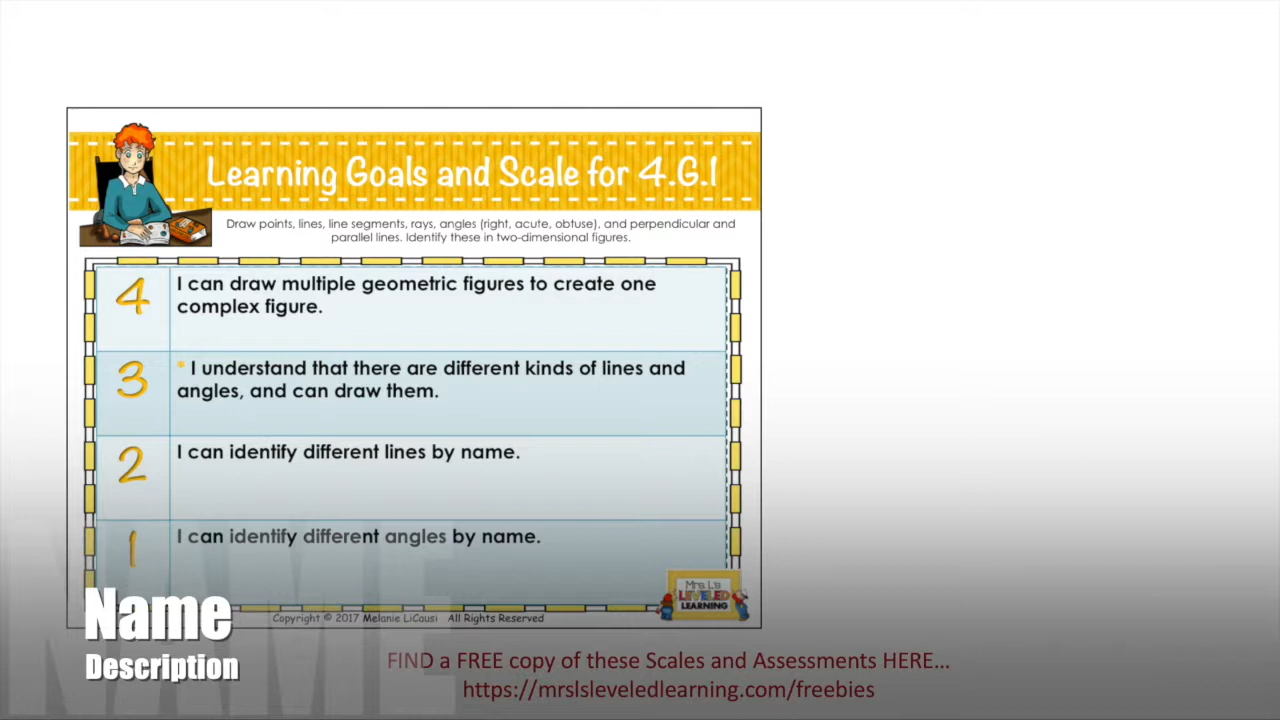 Learning Goals and Scale for 4.G.1
Draw points, lines, line segments, rays, angles (right, acute, obtuse), and perpendicular and
parallel lines. Identify these in two-dimensional figures.
4
I can draw multiple geometric figures to create one
complex figure.
3
• I understand that there are different kinds of lines and
angles, and can draw them.
2
I can identify different lines by name.
1
I can identify different angles by name.
Mrs L's
LEVELED
LEARNING
Copyright © 2017 Melanie LiCausi All Rights Reserved
NAME
Name
Description
FIND a FREE copy of these Scales and Assessments HERE...
https://mrslsleveledlearning.com/freebies